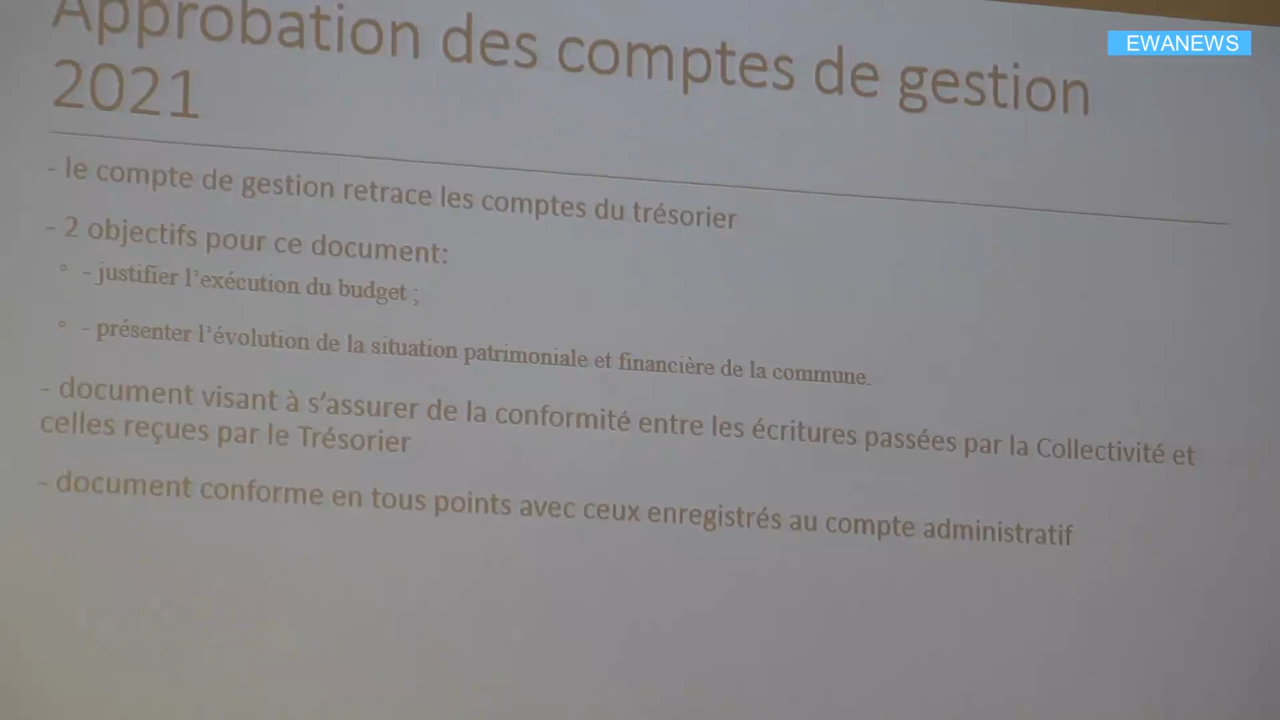 Approbation des comptes de gestion
2021
EWANEWS
- le compte de gestion retrace les comptes du trésorier
- 2 objectifs pour ce document:
° - justifier l’exécution du budget ;
° - présenter l’évolution de la situation patrimoniale et financière de la commune.
- document visant à s’assurer de la conformité entre les écritures passées par la Collectivité et
celles reçues par le Trésorier
- document conforme en tous points avec ceux enregistrés au compte administratif